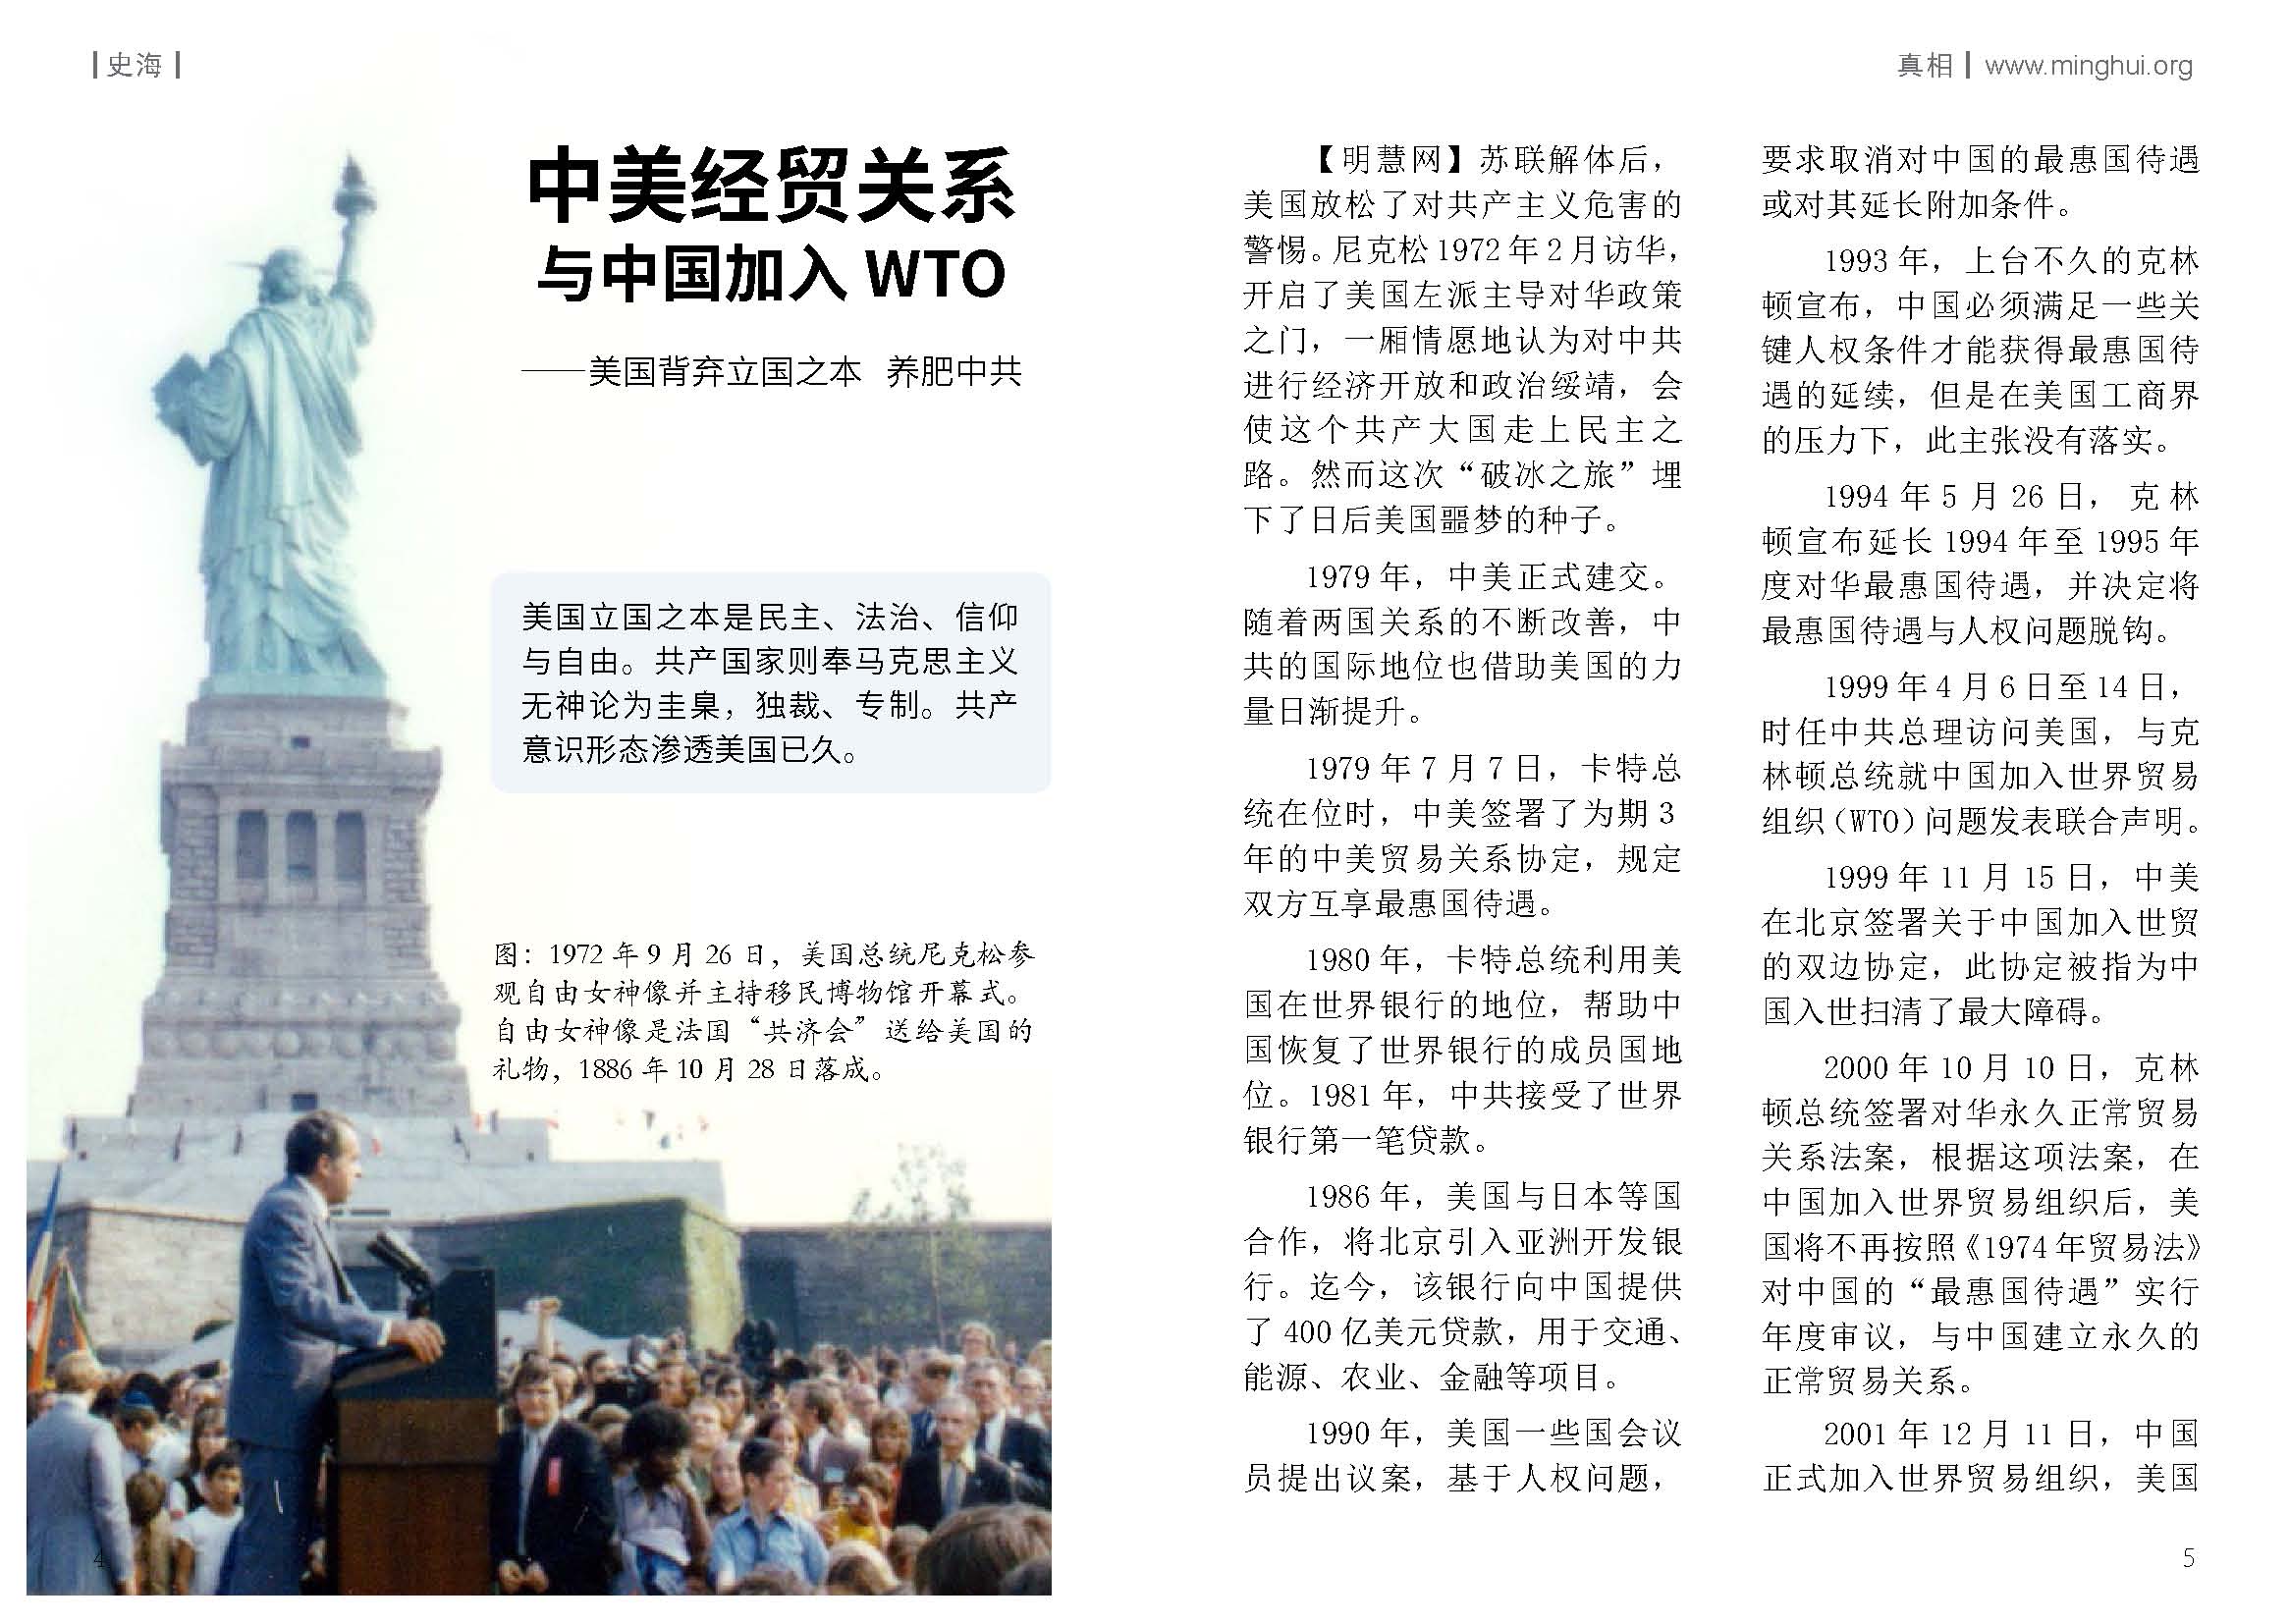 史海
中美经贸关系
与中国加入 WTO
——美国背弃立国之本 养肥中共
美国立国之本是民主、法治、信仰
与自由。共产国家则奉马克思主义
无神论为圭臬，独裁、专制。共产
意识形态渗透美国已久。
图：1972 年 9 月 26 日，美国总统尼克松参
观自由女神像并主持移民博物馆开幕式。
自由女神像是法国“共济会”送给美国的
礼物，1886 年 10 月 28 日落成。
4
真相 www.minghui.org
【明慧网】苏联解体后，
美国放松了对共产主义危害的
警惕。尼克松 1972 年 2 月访华，
开启了美国左派主导对华政策
之门，一厢情愿地认为对中共
进行经济开放和政治绥靖，会
使这个共产大国走上民主之
路。然而这次“破冰之旅”埋
下了日后美国噩梦的种子。
1979 年，中美正式建交。
随着两国关系的不断改善，中
共的国际地位也借助美国的力
量日渐提升。
1979 年 7 月 7 日，卡特总
统在位时，中美签署了为期 3
年的中美贸易关系协定，规定
双方互享最惠国待遇。
1980 年，卡特总统利用美
国在世界银行的地位，帮助中
国恢复了世界银行的成员国地
位。1981 年，中共接受了世界
银行第一笔贷款。
1986 年，美国与日本等国
合作，将北京引入亚洲开发银
行。迄今，该银行向中国提供
了 400 亿美元贷款，用于交通、
能源、农业、金融等项目。
1990 年，美国一些国会议
员提出议案，基于人权问题，
要求取消对中国的最惠国待遇
或对其延长附加条件。
1993 年，上台不久的克林
顿宣布，中国必须满足一些关
键人权条件才能获得最惠国待
遇的延续，但是在美国工商界
的压力下，此主张没有落实。
1994 年 5 月 26 日，克林
顿宣布延长 1994 年至 1995 年
度对华最惠国待遇，并决定将
最惠国待遇与人权问题脱钩。
1999 年 4 月 6 日至 14 日，
时任中共总理访问美国，与克
林顿总统就中国加入世界贸易
组织（WTO）问题发表联合声明。
1999 年 11 月 15 日，中美
在北京签署关于中国加入世贸
的双边协定，此协定被指为中
国入世扫清了最大障碍。
2000 年 10 月 10 日，克林
顿总统签署对华永久正常贸易
关系法案，根据这项法案，在
中国加入世界贸易组织后，美
国将不再按照《1974 年贸易法》
对中国的“最惠国待遇”实行
年度审议，与中国建立永久的
正常贸易关系。
2001 年 12 月 11 日，中国
正式加入世界贸易组织，美国
5